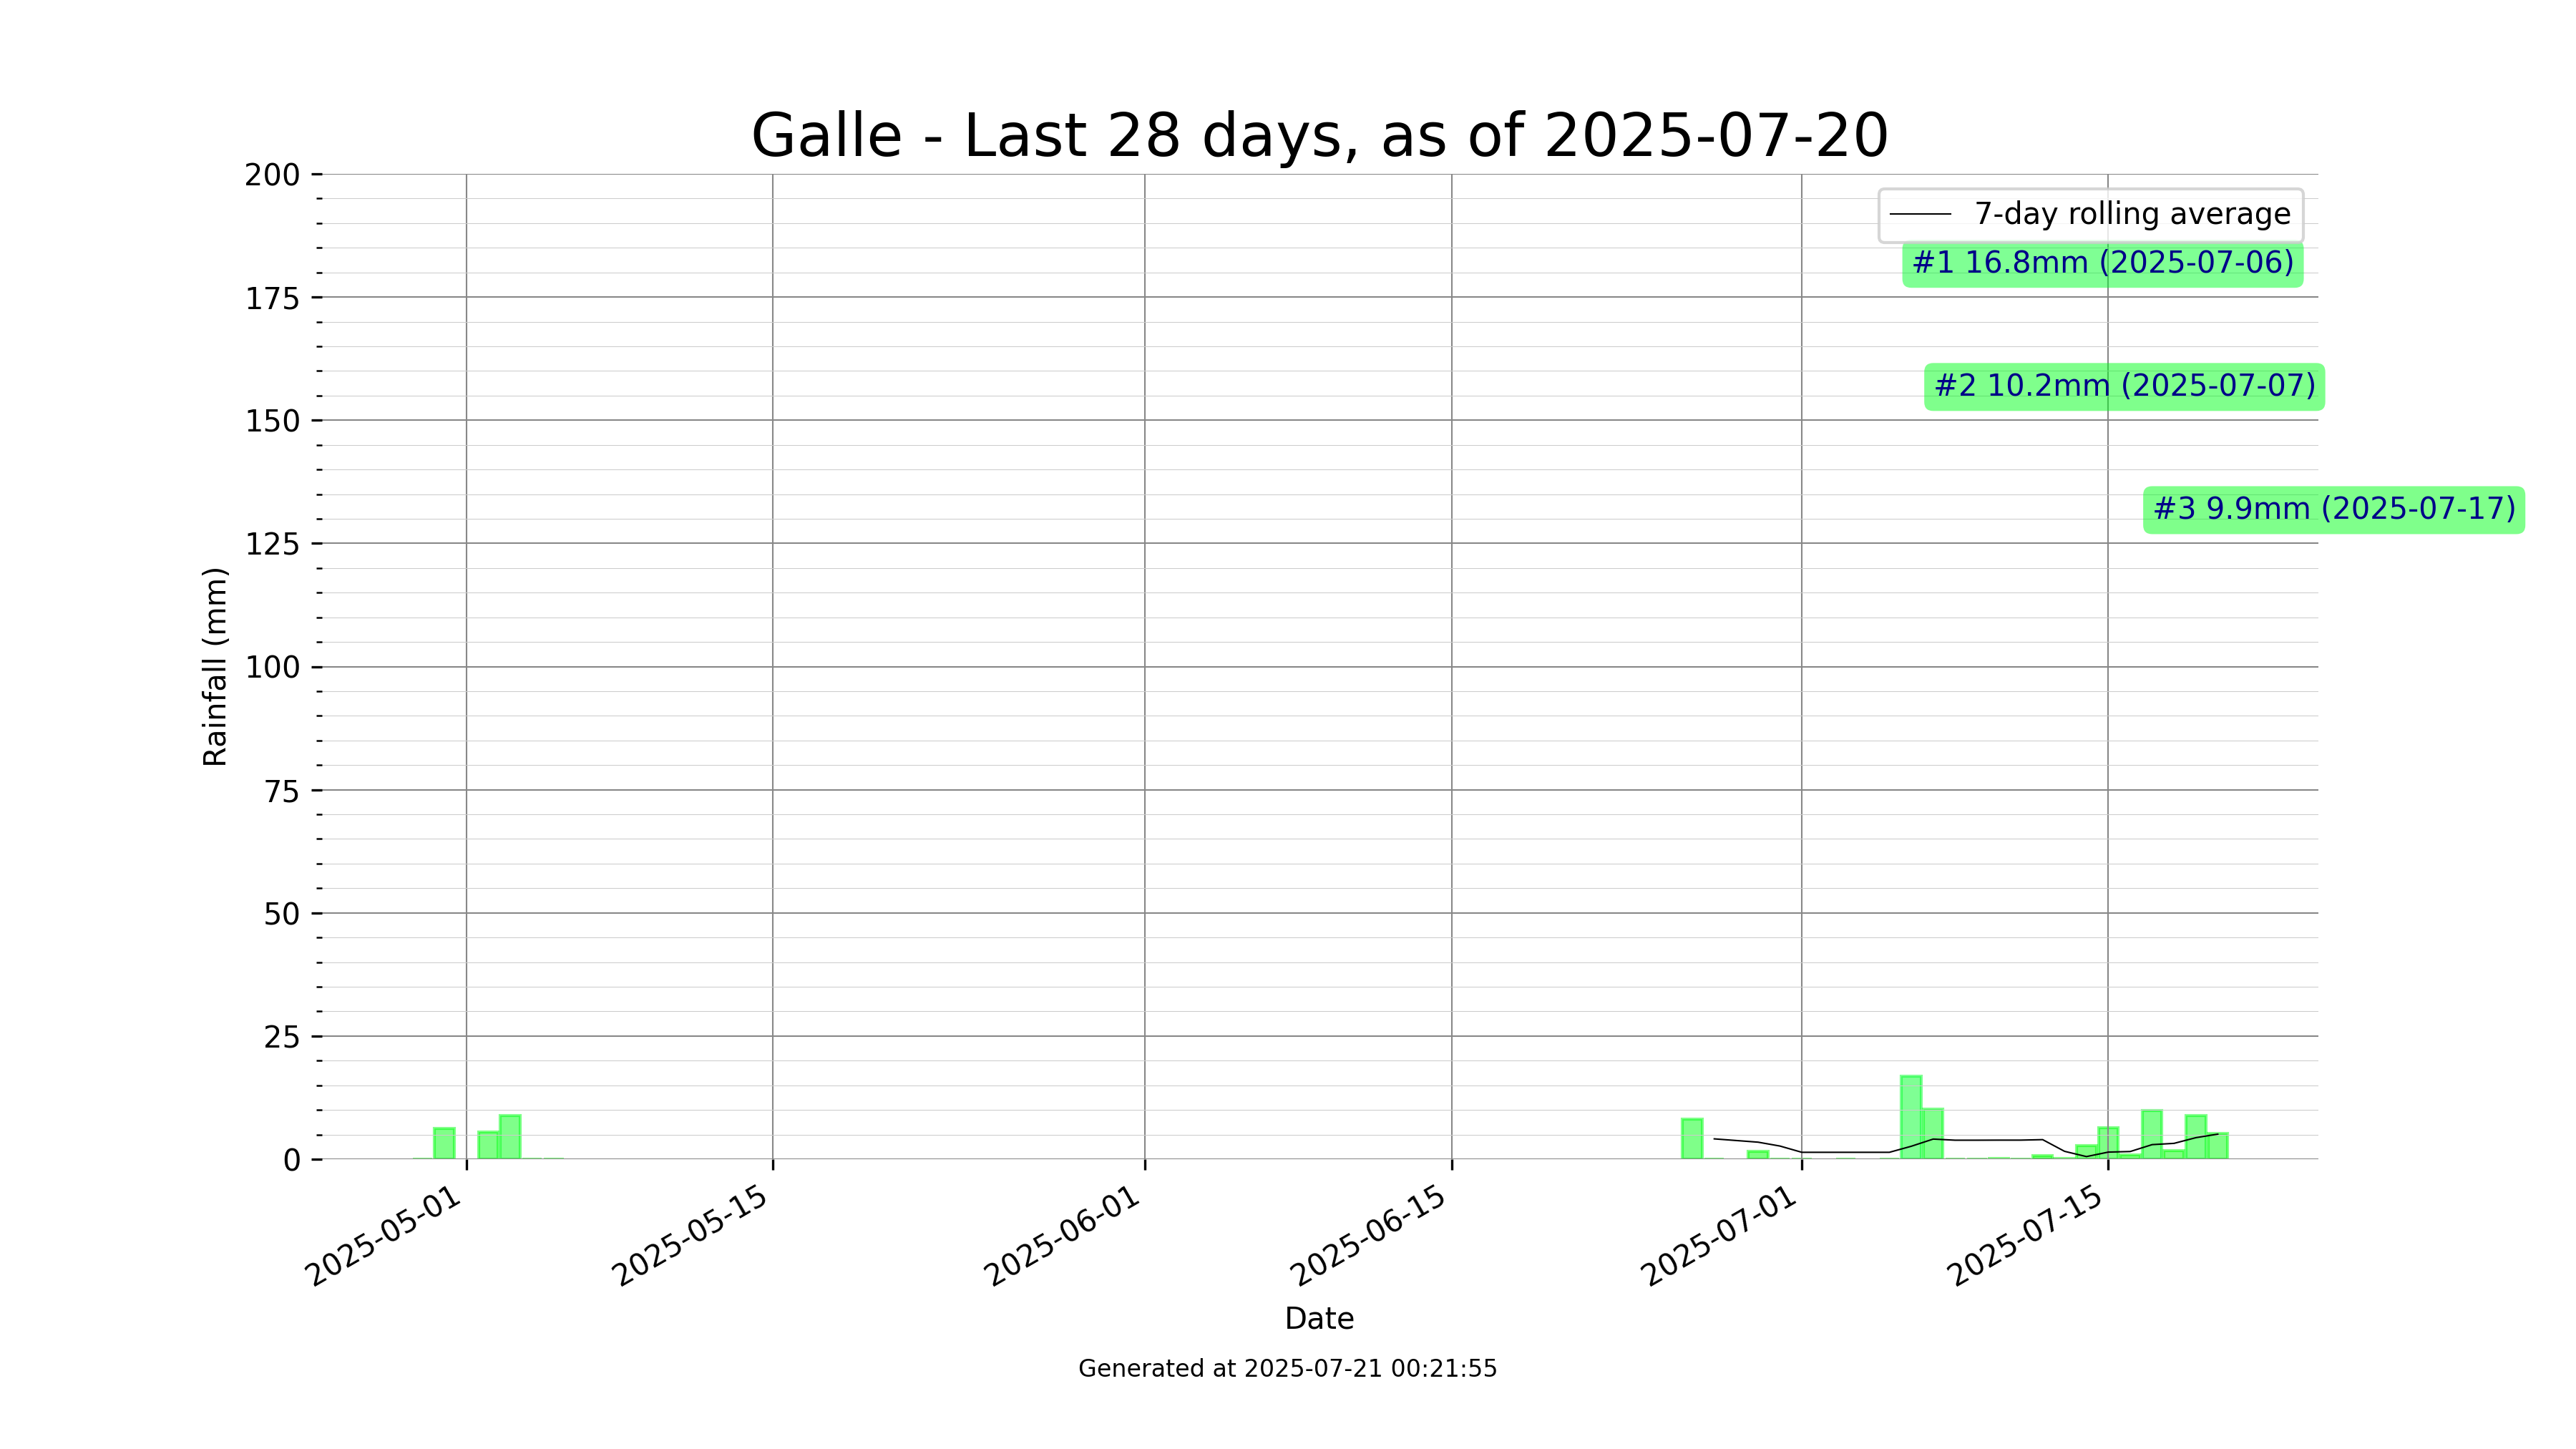 Galle - Last 28 days, as of 2025-07-20
200
175
150
125
100
75
50
25
0
Rainfall (mm)
7-day rolling average
#1 16.8mm (2025-07-06)
#2 10.2mm (2025-07-07)
#3 9.9mm (2025-07-17)
2025-05-01
2025-05-15
2025-06-01
2025-06-15
2025-07-01
2025-07-15
Date
Generated at 2025-07-21 00:21:55